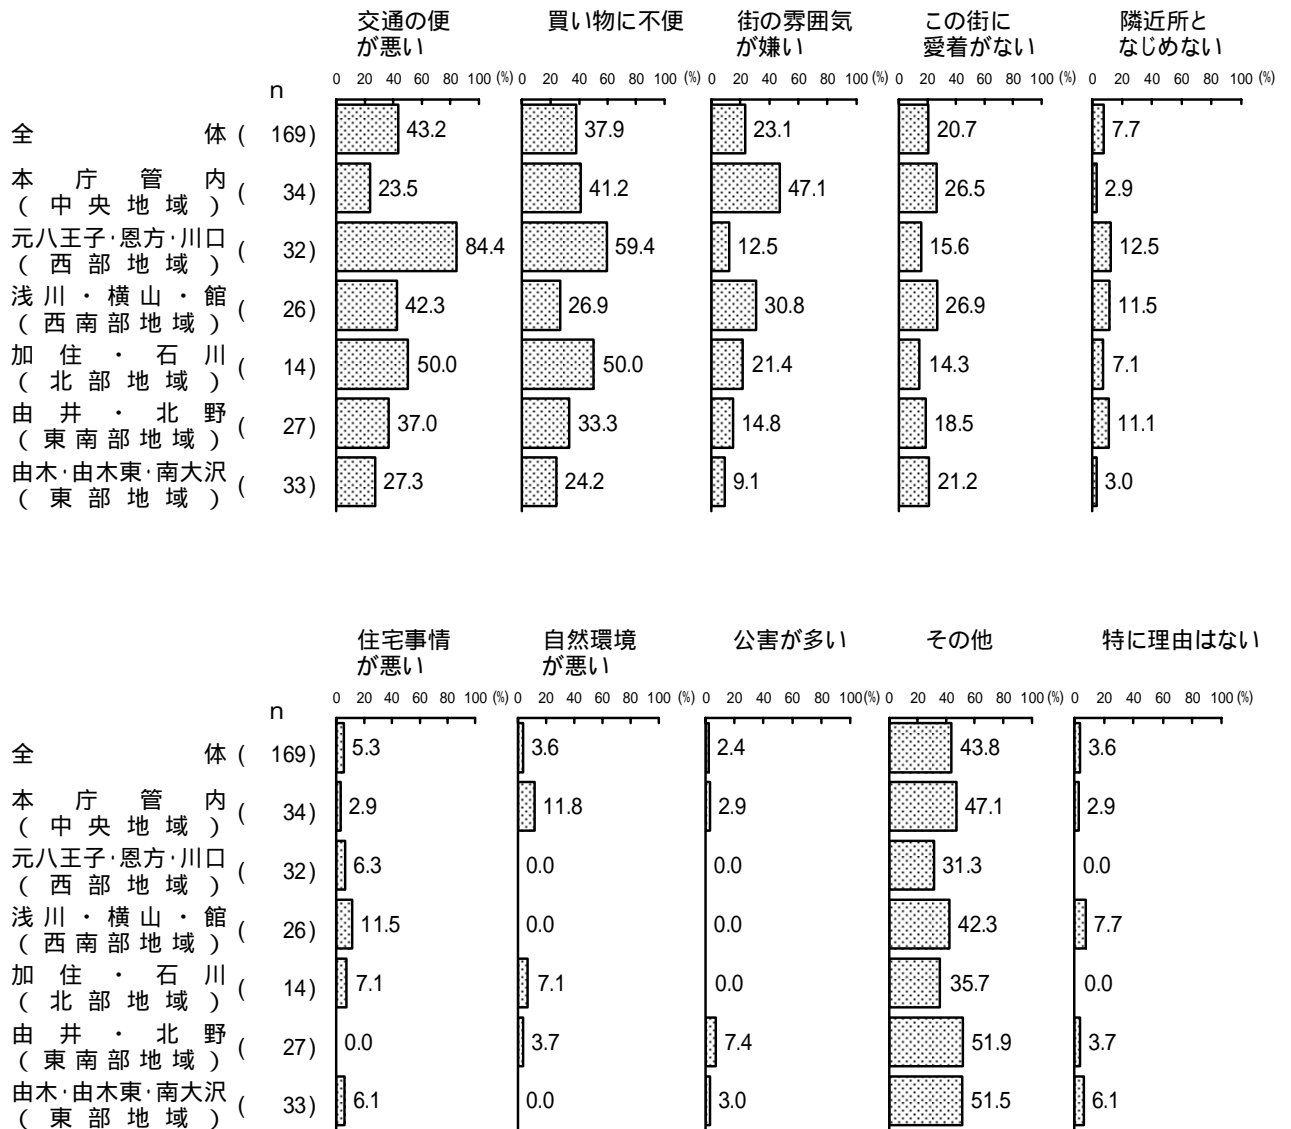 交通の便 買い物に不便 街の雰囲気 この街に 隣近所と
が悪い が嫌い 愛着がない なじめない
0 20 40 60 80 100 (%) 0 20 40 60 80 100 (%) 0 20 40 60 80 100 (%) 0 20 40 60 80 100 (%) 0 20 40 60 80 100 (%)
n
全体 ( 169) 43.2 37.9 23.1 20.7 7.7
本庁管内
(中央地域) ( 34) 23.5 41.2 47.1 26.5 2.9
元八王子・恩方・川口
(西部地域) ( 32) 84.4 59.4 12.5 15.6 12.5
浅川・横山・館
(西南部地域) ( 26) 42.3 26.9 30.8 26.9 11.5
加住・石川
(北部地域) ( 14) 50.0 50.0 21.4 14.3 7.1
由井・北野
(東南部地域) ( 27) 37.0 33.3 14.8 18.5 11.1
由木・由木東・南大沢
(東部地域) ( 33) 27.3 24.2 9.1 21.2 3.0
住宅事情 自然環境 公害が多い その他 特に理由はない
が悪い が悪い
0 20 40 60 80 100 (%) 0 20 40 60 80 100 (%) 0 20 40 60 80 100 (%) 0 20 40 60 80 100 (%) 0 20 40 60 80 100 (%)
n
全体 ( 169) 5.3 3.6 2.4 43.8 3.6
本庁管内
(中央地域) ( 34) 2.9 11.8 2.9 47.1 2.9
元八王子・恩方・川口
(西部地域) ( 32) 6.3 0.0 0.0 31.3 0.0
浅川・横山・館
(西南部地域) ( 26) 11.5 0.0 0.0 42.3 7.7
加住・石川
(北部地域) ( 14) 7.1 7.1 0.0 35.7 0.0
由井・北野
(東南部地域) ( 27) 0.0 3.7 7.4 51.9 3.7
由木・由木東・南大沢
(東部地域) ( 33) 6.1 0.0 3.0 51.5 6.1